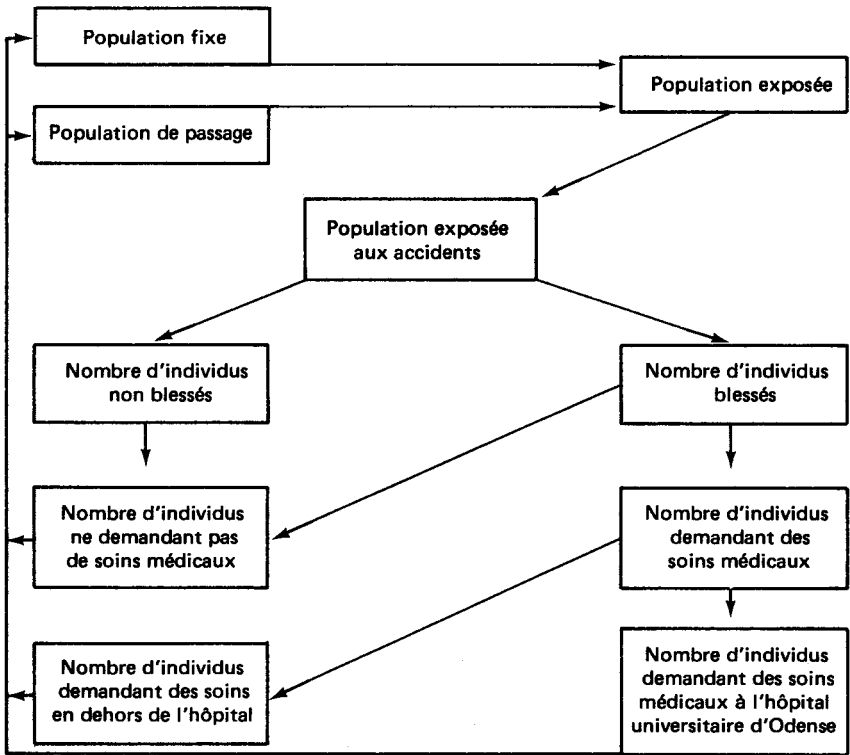 Population fixe
Population exposée
Population de passage
Population exposée
aux accidents
Nombre d'individus
non blessés
Nombre d'individus
blessés
Nombre d'individus
ne demandant pas
de soins médicaux
Nombre d'individus
demandant des
soins médicaux
Nombre d'individus
demandant des soins
en dehors de l'hôpital
Nombre d'individus
demandant des soins
médicaux à l'hôpital
universitaire d'Odense